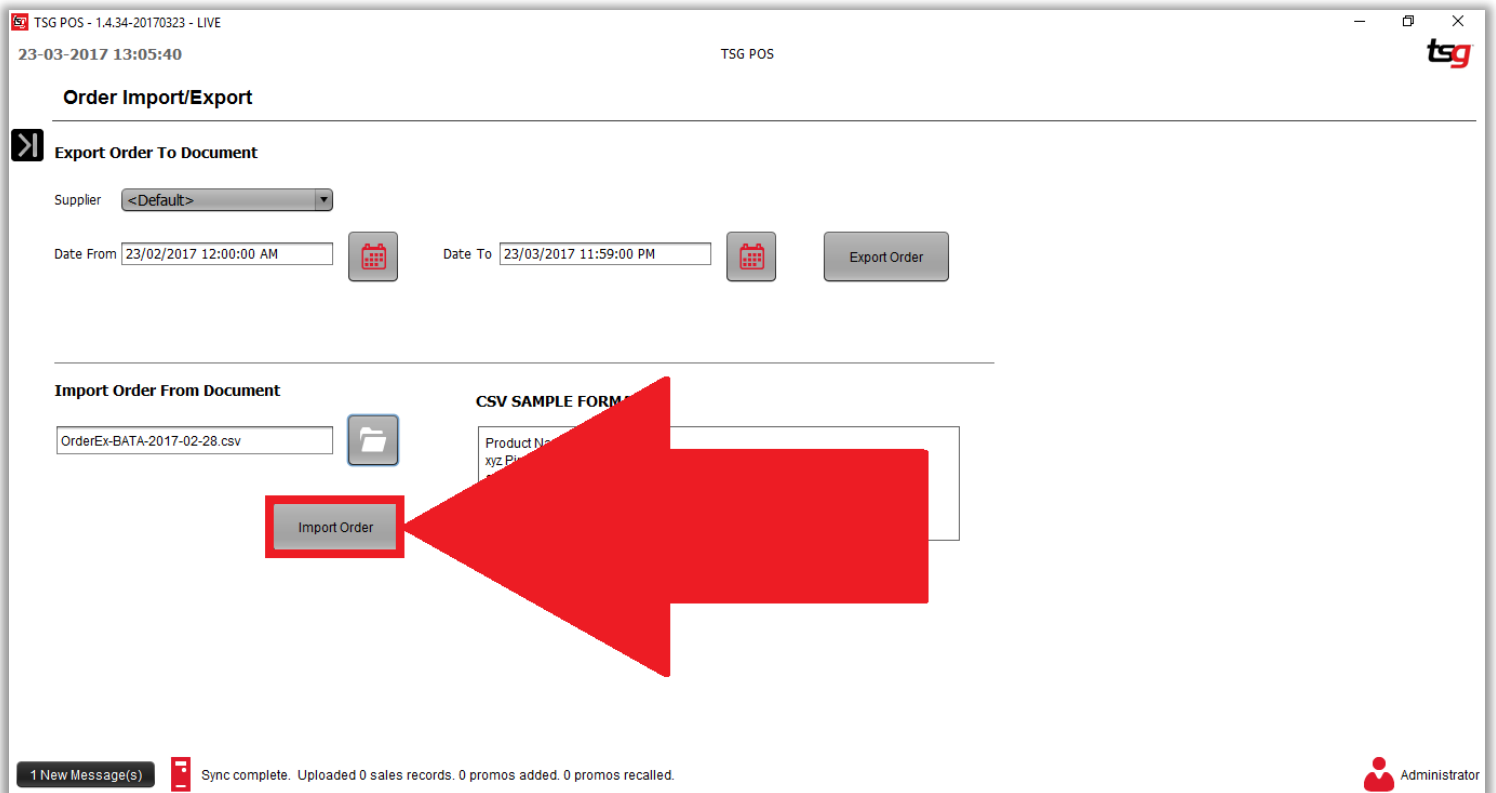 TSG POS - 1.4.34-20170323 - LIVE
23-03-2017 13:05:40
TSG POS
tsg
Order Import/Export
Export Order To Document
Supplier <Default>
Date From 23/02/2017 12:00:00 AM Date To 23/03/2017 11:59:00 PM Export Order
Import Order From Document
CSV SAMPLE
OrderEx-BATA-2017-02-28.csv
Product
xyz
Import Order
1 New Message(s) Sync complete. Uploaded 0 sales records. 0 promos added. 0 promos recalled. Administrator